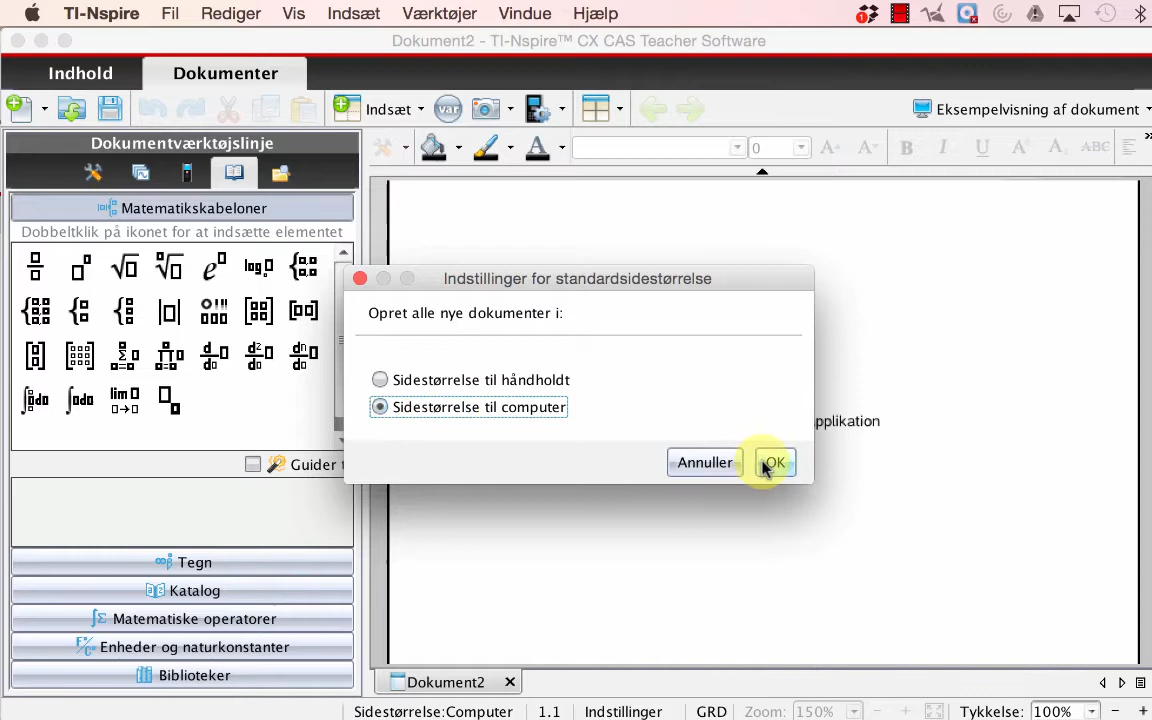 TI-Nspire Fil Rediger Vis Indsæt Værktøjer Vindue Hjælp
Dokument2 - TI-Nspire™ CX CAS Teacher Software
Indhold Dokumenter
Indsæt var Eksempelvisning af dokument
Dokumentværktøjslinje
0 B I U A A ABC
Matematikskabeloner
Dobbeltklik på ikonet for at indsætte elementet
Indstillinger for standardsidestørrelse
Opret alle nye dokumenter i:
Sidestørrelse til håndholdt
Sidestørrelse til computer
pplikation
Annuller OK
Guider
Tegn
Katalog
Matematiske operatorer
Enheder og naturkonstanter
Biblioteker
Dokument2
Sidestørrelse:Computer 1.1 Indstillinger GRD Zoom: 150% Tykkelse: 100%